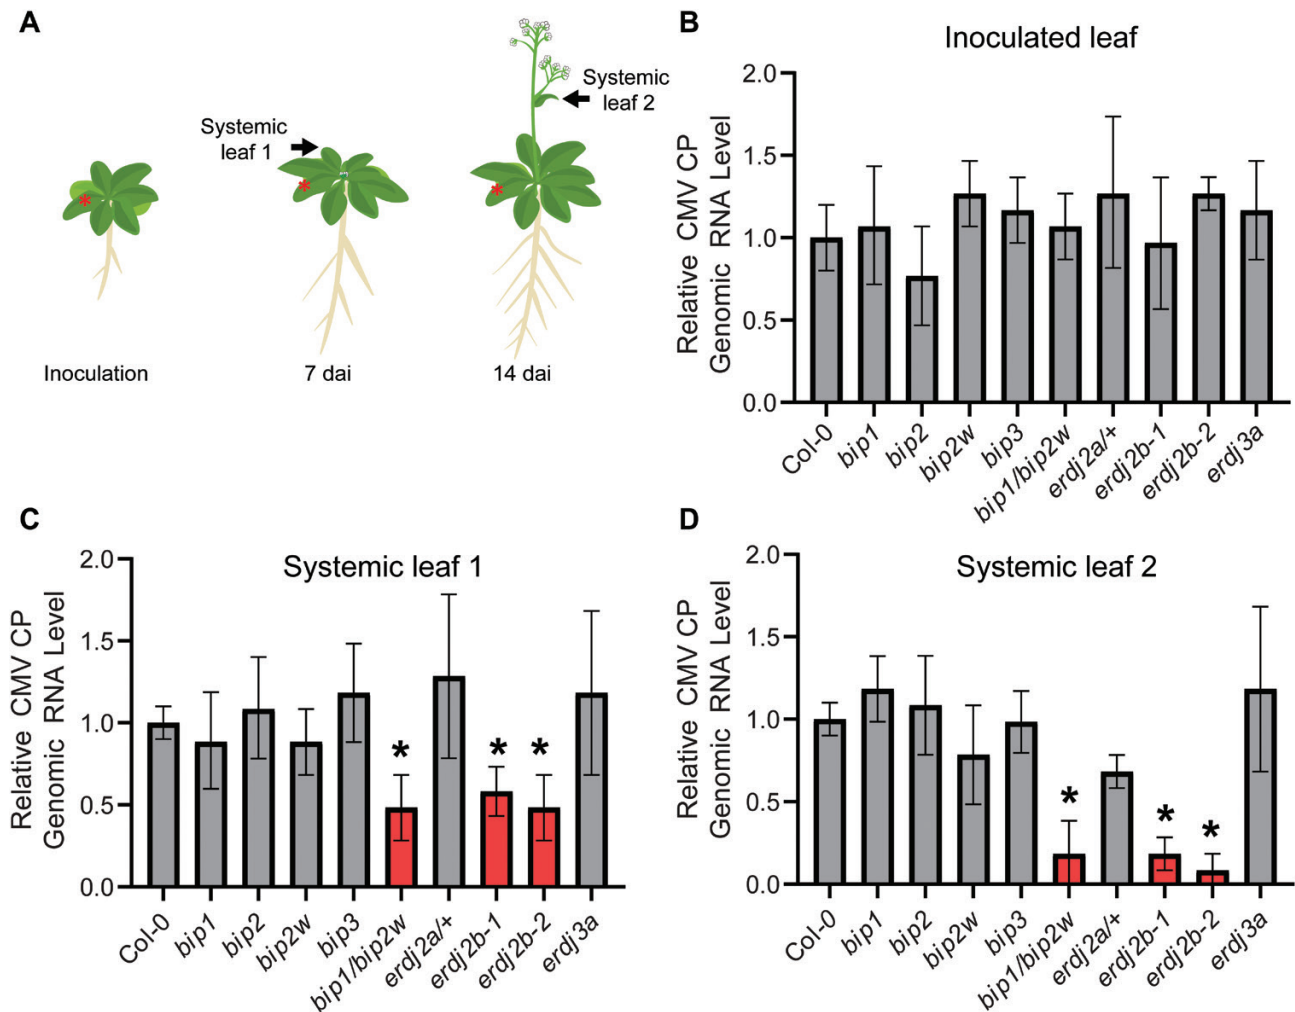 A
Systemic
leaf 1
Systemic
leaf 2
*
*
*
Inoculation
7 dai
14 dai
B
Inoculated leaf
Relative CMV CP
Genomic RNA Level
2.0
1.5
1.0
0.5
0.0
Col-0
bip1
bip2
bip2w
bip3
bip1/bip2w
erdj2a/+
erdj2b-1
erdj2b-2
erdj3a
C
Systemic leaf 1
Relative CMV CP
Genomic RNA Level
2.0
1.5
1.0
0.5
0.0
*
*
*
Col-0
bip1
bip2
bip2w
bip3
bip1/bip2w
erdj2a/+
erdj2b-1
erdj2b-2
erdj3a
D
Systemic leaf 2
Relative CMV CP
Genomic RNA Level
2.0
1.5
1.0
0.5
0.0
*
*
*
Col-0
bip1
bip2
bip2w
bip3
bip1/bip2w
erdj2a/+
erdj2b-1
erdj2b-2
erdj3a